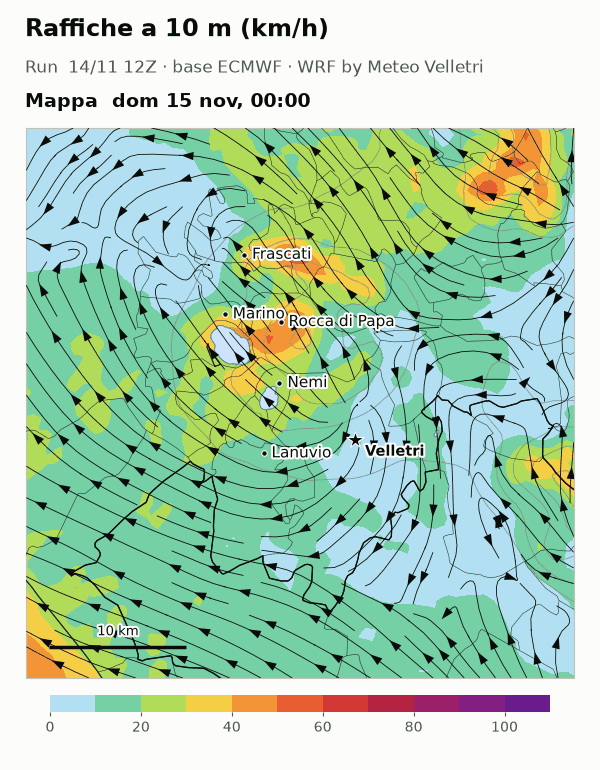 Raffiche a 10 m (km/h)
Run 14/11 12Z · base ECMWF · WRF by Meteo Velletri
Mappa dom 15 nov, 00:00
Frascati
Marino
Rocca di Papa
Nemi
Velletri
Lanuvio
10 km
0 20 40 60 80 100